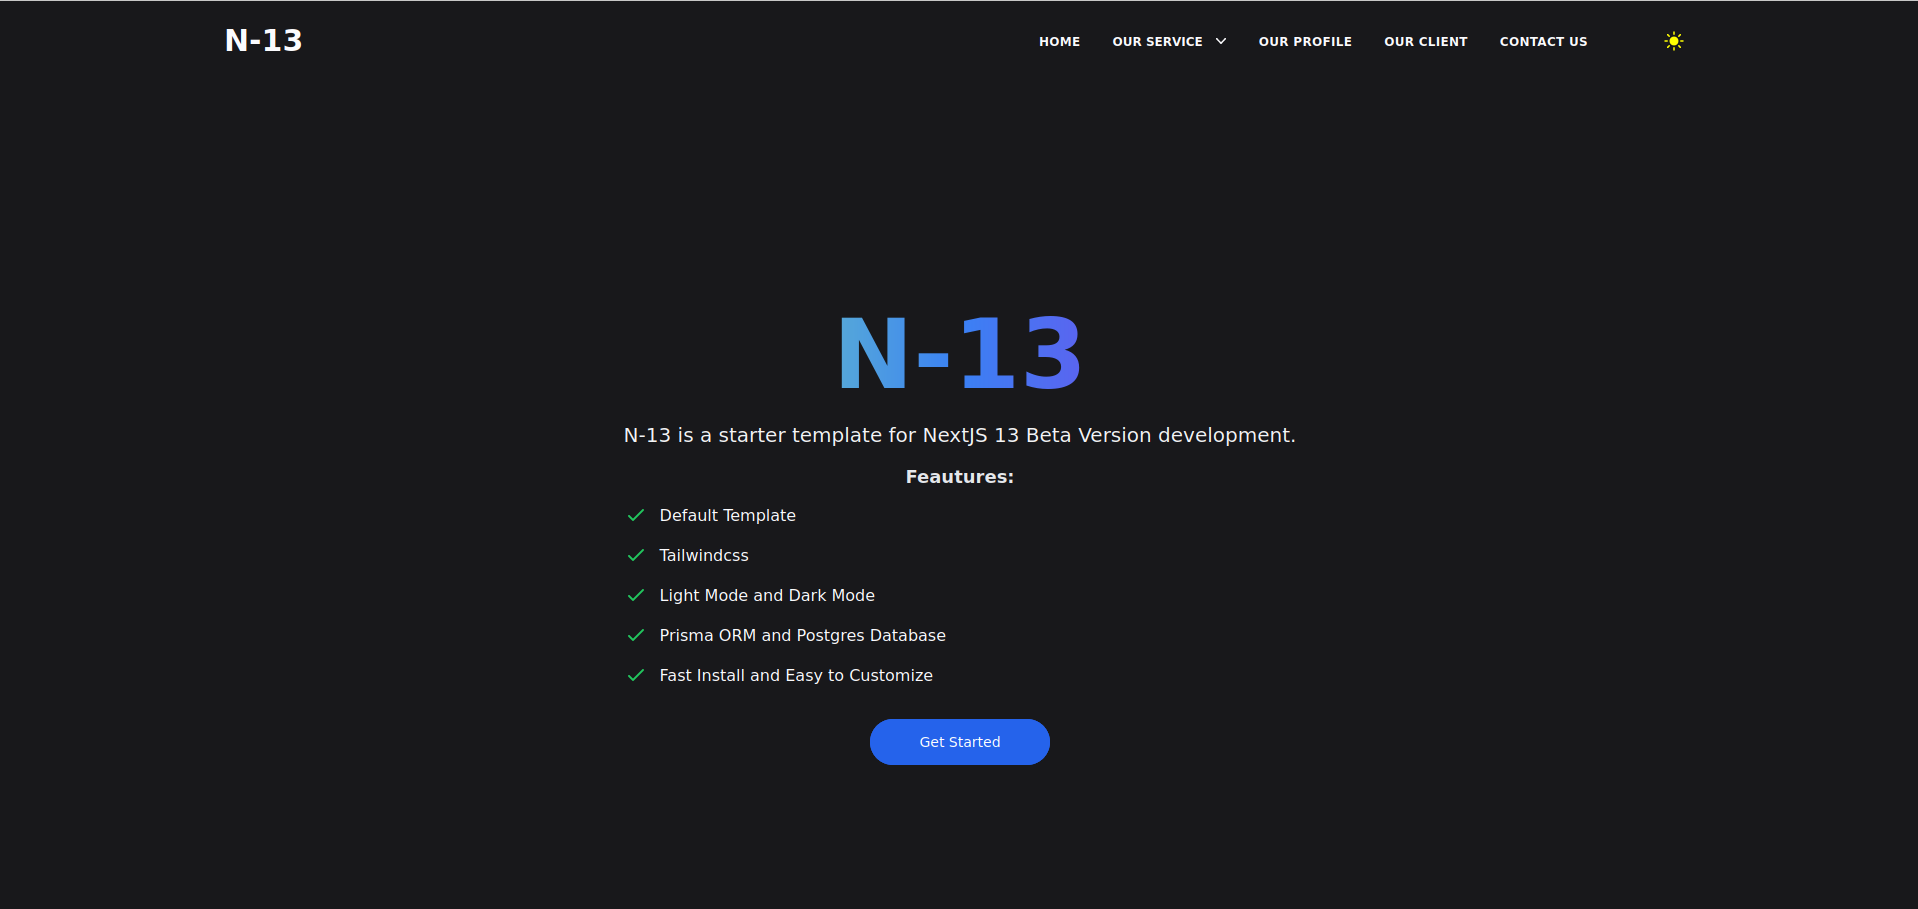 N-13
HOME OUR SERVICE OUR PROFILE OUR CLIENT CONTACT US
N-13
N-13 is a starter template for NextJS 13 Beta Version development.
Feautures:
Default Template
Tailwindcss
Light Mode and Dark Mode
Prisma ORM and Postgres Database
Fast Install and Easy to Customize
Get Started